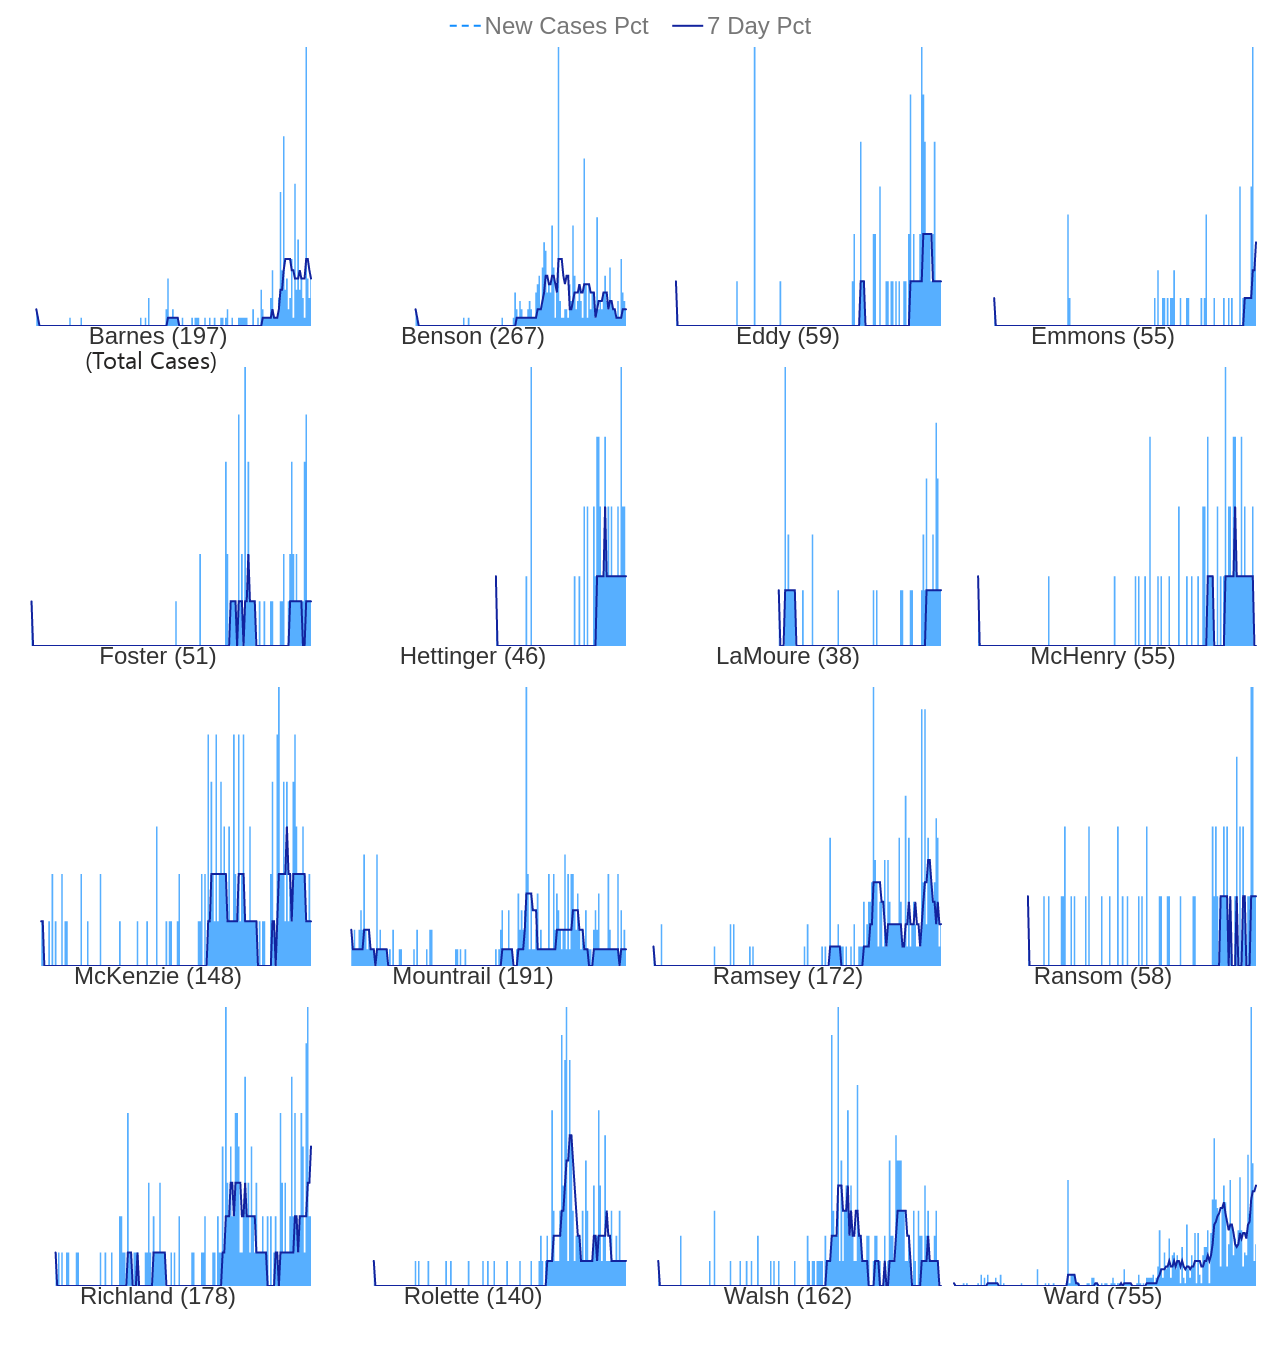 New Cases Pct 7 Day Pct
Barnes (197) Benson (267) Eddy (59) Emmons (55)
(Total Cases)
Foster (51) Hettinger (46) LaMoure (38) McHenry (55)
McKenzie (148) Mountrail (191) Ramsey (172) Ransom (58)
Richland (178) Rolette (140) Walsh (162) Ward (755)